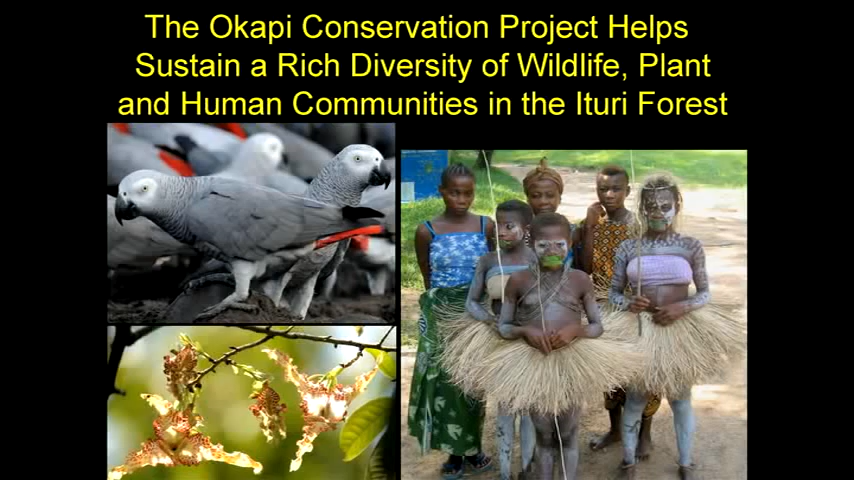 The Okapi Conservation Project Helps
Sustain a Rich Diversity of Wildlife, Plant
and Human Communities in the Ituri Forest